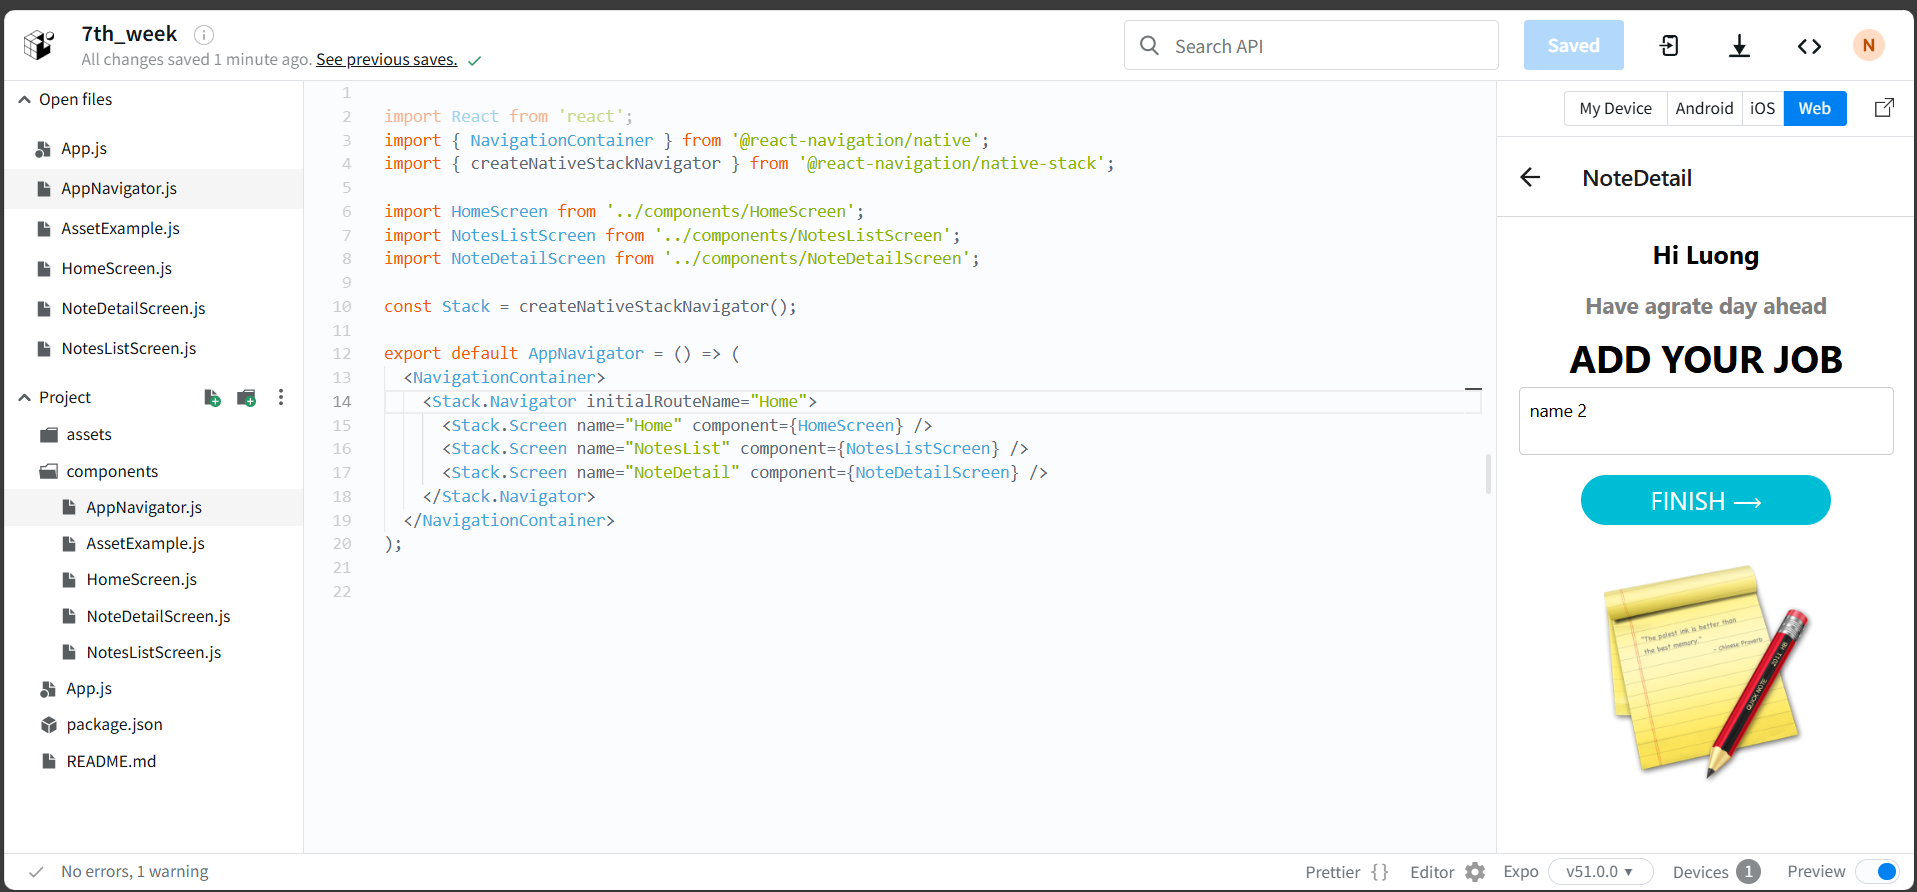 7th_week
All changes saved 1 minute ago. See previous saves.
Search API
Saved
N
Open files
App.js
AppNavigator.js
AssetExample.js
HomeScreen.js
NoteDetailScreen.js
NotesListScreen.js
Project
assets
components
AppNavigator.js
AssetExample.js
HomeScreen.js
NoteDetailScreen.js
NotesListScreen.js
App.js
package.json
README.md
1
2 import React from 'react';
3 import { NavigationContainer } from '@react-navigation/native';
4 import { createNativeStackNavigator } from '@react-navigation/native-stack';
5
6 import HomeScreen from '../components/HomeScreen';
7 import NotesListScreen from '../components/NotesListScreen';
8 import NoteDetailScreen from '../components/NoteDetailScreen';
9
10 const Stack = createNativeStackNavigator();
11
12 export default AppNavigator = () => (
13 <NavigationContainer>
14 <Stack.Navigator initialRouteName="Home">
15 <Stack.Screen name="Home" component={HomeScreen} />
16 <Stack.Screen name="NotesList" component={NotesListScreen} />
17 <Stack.Screen name="NoteDetail" component={NoteDetailScreen} />
18 </Stack.Navigator>
19 </NavigationContainer>
20 );
21
22
My Device Android iOS Web
NoteDetail
Hi Luong
Have agrate day ahead
ADD YOUR JOB
name 2
FINISH ⟶
"The palest ink is better than
the best memory."
- Chinese Proverb
QUICK NOTE 2011 HB
No errors, 1 warning
Prettier {} Editor Expo v51.0.0 ▾ Devices 1 Preview